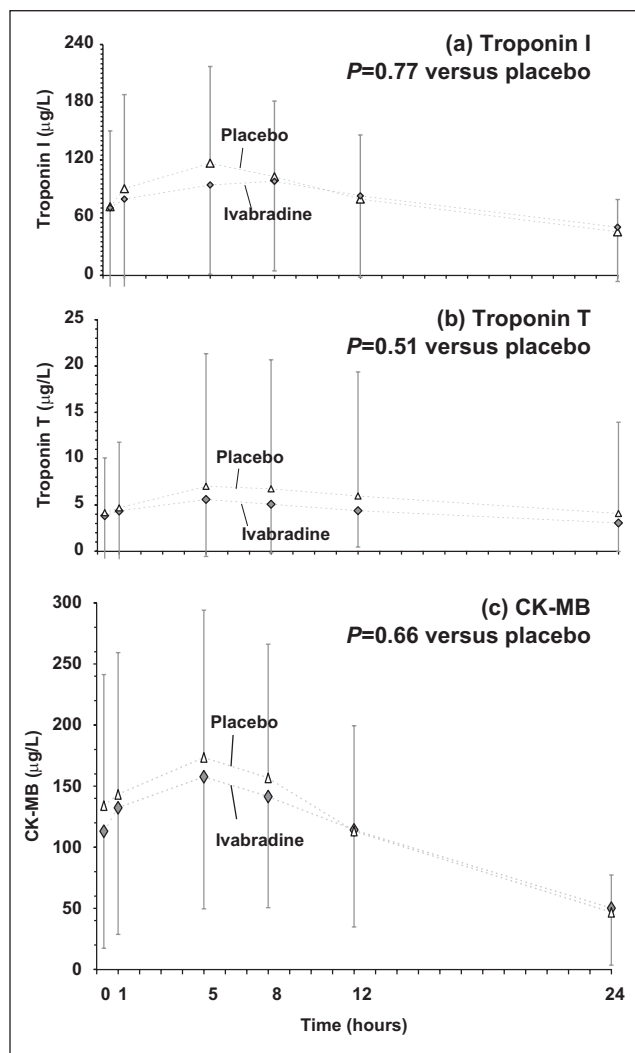 (a) Troponin I
P=0.77 versus placebo
Troponin I (μg/L)
240
180
120
60
0
Placebo
Ivabradine
(b) Troponin T
P=0.51 versus placebo
Troponin T (μg/L)
25
20
15
10
5
0
Placebo
Ivabradine
(c) CK-MB
P=0.66 versus placebo
CK-MB (μg/L)
300
250
200
150
100
50
0
Placebo
Ivabradine
0 1 5 8 12 24
Time (hours)